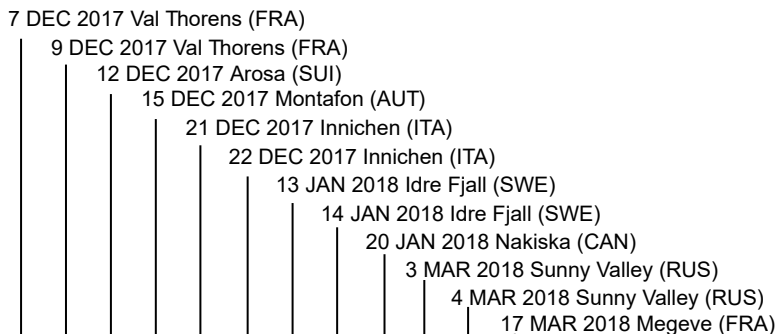 7 DEC 2017 Val Thorens (FRA)
9 DEC 2017 Val Thorens (FRA)
12 DEC 2017 Arosa (SUI)
15 DEC 2017 Montafon (AUT)
21 DEC 2017 Innichen (ITA)
22 DEC 2017 Innichen (ITA)
13 JAN 2018 Idre Fjall (SWE)
14 JAN 2018 Idre Fjall (SWE)
20 JAN 2018 Nakiska (CAN)
3 MAR 2018 Sunny Valley (RUS)
4 MAR 2018 Sunny Valley (RUS)
17 MAR 2018 Megeve (FRA)